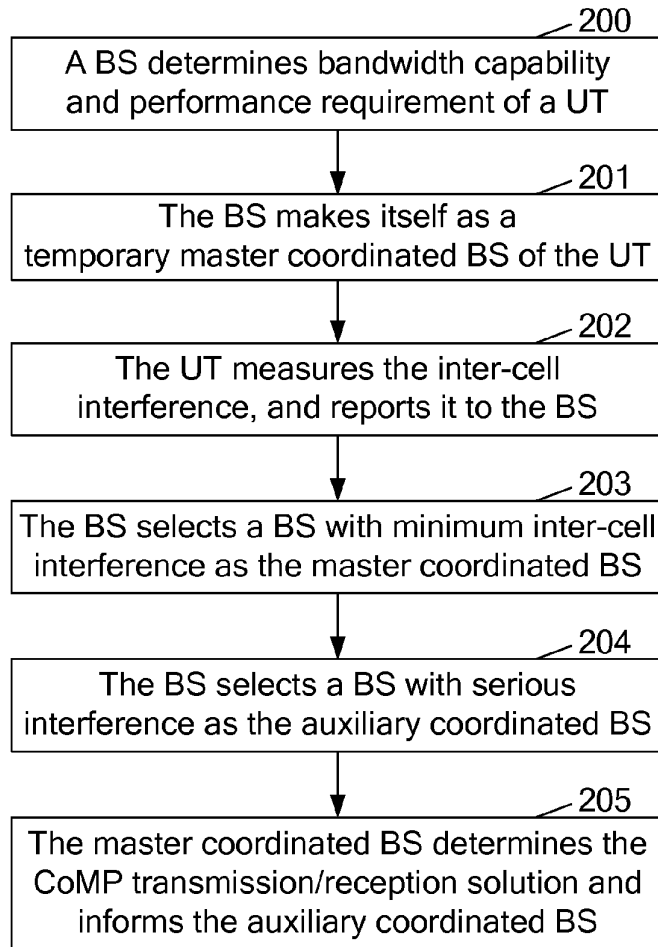 200
A BS determines bandwidth capability
and performance requirement of a UT
201
The BS makes itself as a
temporary master coordinated BS of the UT
202
The UT measures the inter-cell
interference, and reports it to the BS
203
The BS selects a BS with minimum inter-cell
interference as the master coordinated BS
204
The BS selects a BS with serious
interference as the auxiliary coordinated BS
205
The master coordinated BS determines the
CoMP transmission/reception solution and
informs the auxiliary coordinated BS